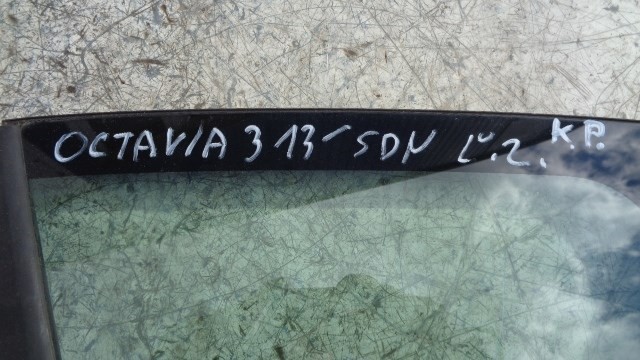 OCTAVIA 3 13- SDN Ľ.Z. K.P.